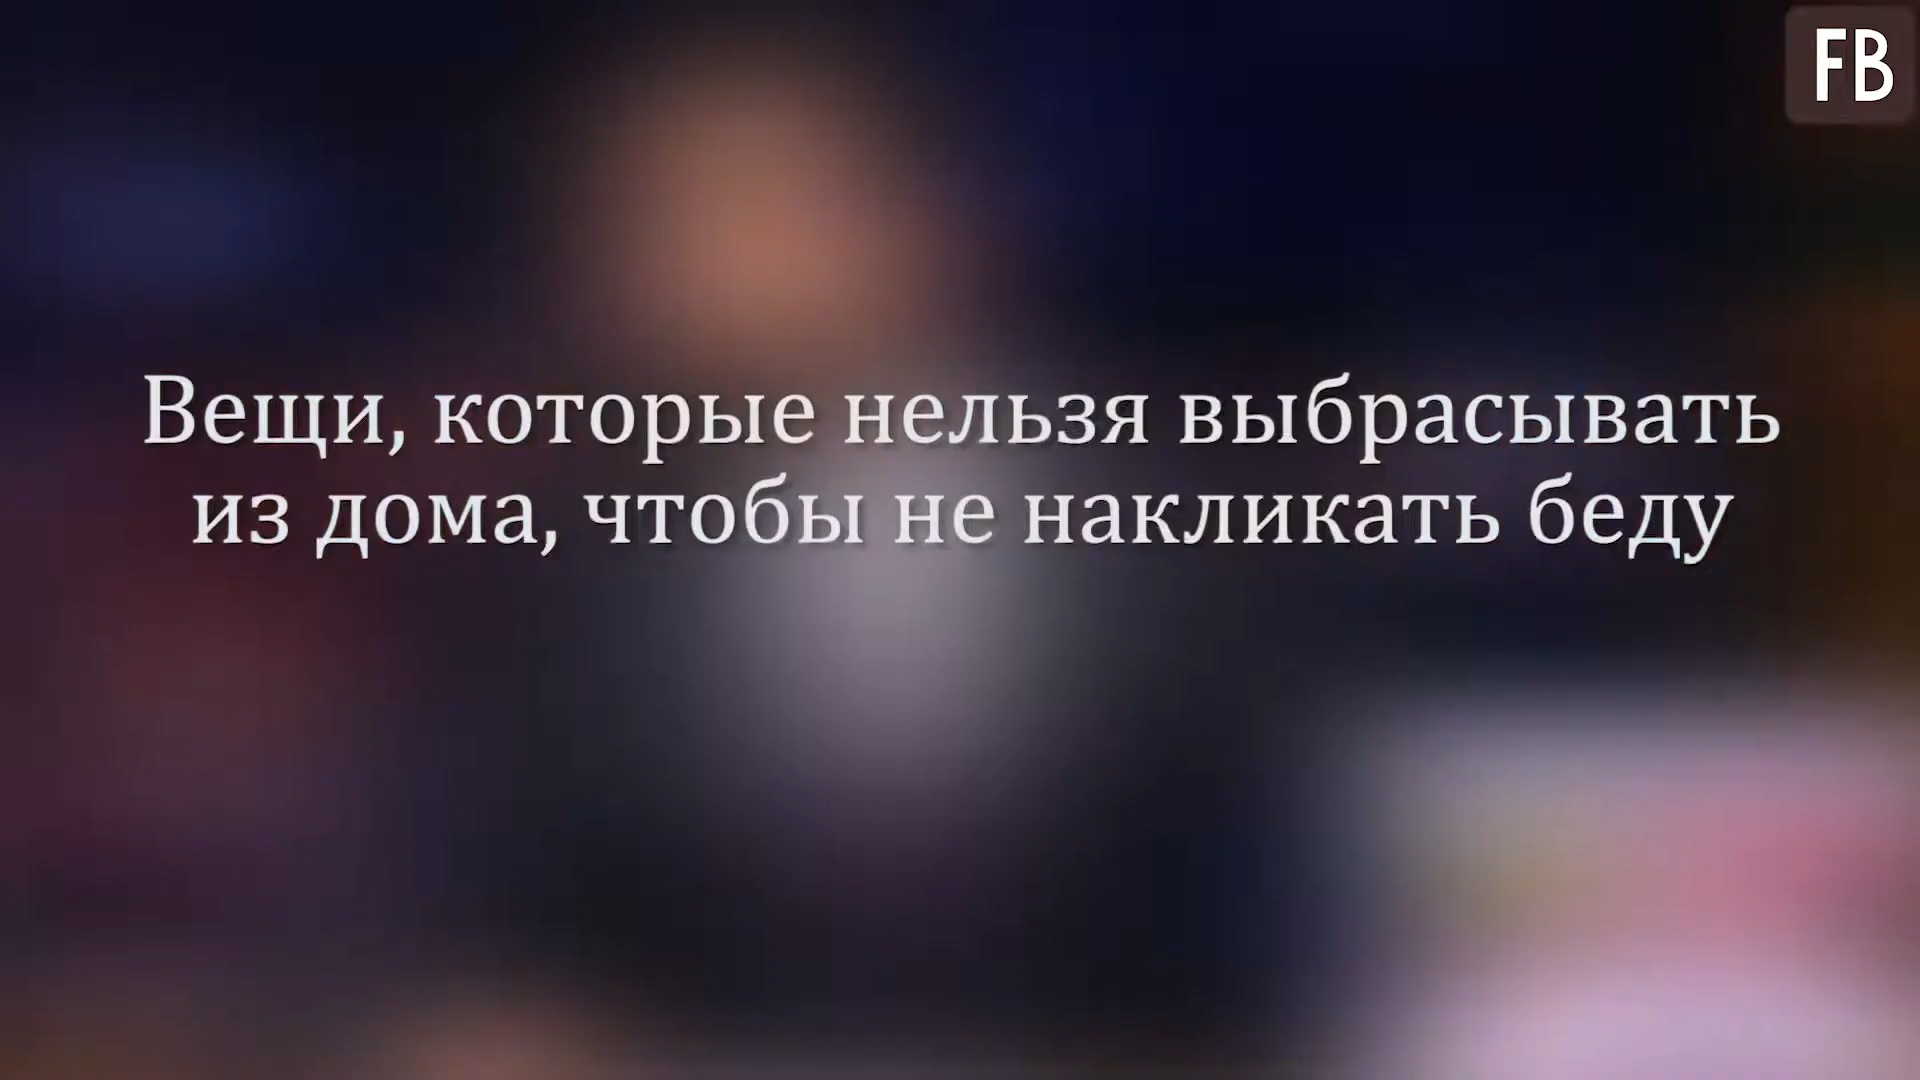 FB
Вещи, которые нельзя выбрасывать
из дома, чтобы не накликать беду